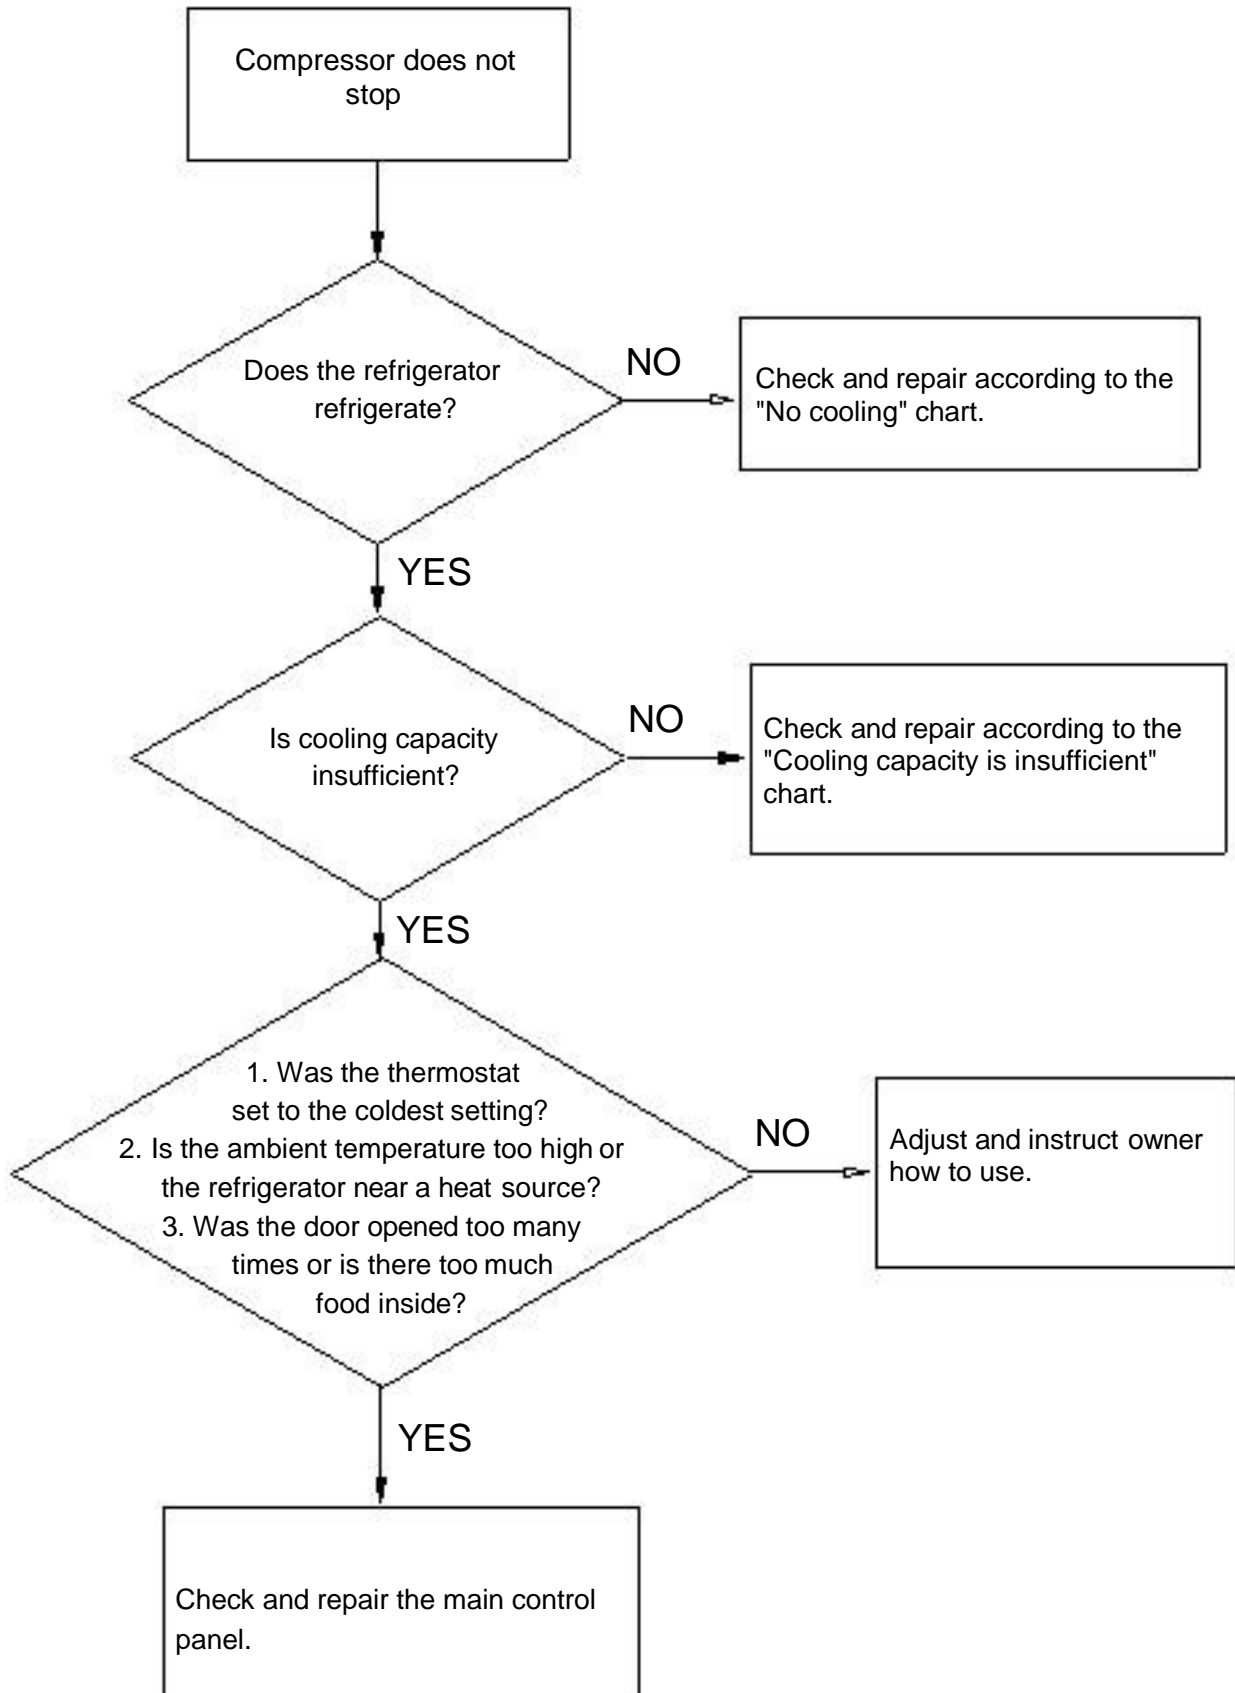 Compressor does not
stop
Does the refrigerator
refrigerate?
NO
Check and repair according to the
"No cooling" chart.
YES
Is cooling capacity
insufficient?
NO
Check and repair according to the
"Cooling capacity is insufficient"
chart.
YES
1. Was the thermostat
set to the coldest setting?
2. Is the ambient temperature too high or
the refrigerator near a heat source?
3. Was the door opened too many
times or is there too much
food inside?
NO
Adjust and instruct owner
how to use.
YES
Check and repair the main control
panel.